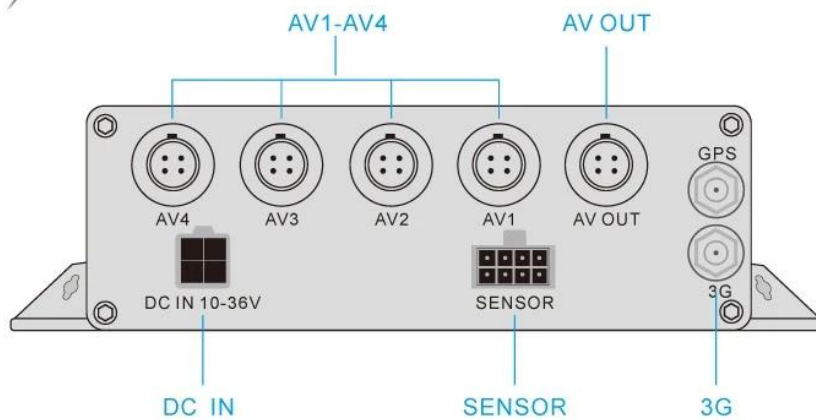 AV1-AV4 AV OUT
GPS
AV4 AV3 AV2 AV1 AV OUT
DC IN 10-36V SENSOR 3G
DC IN SENSOR 3G